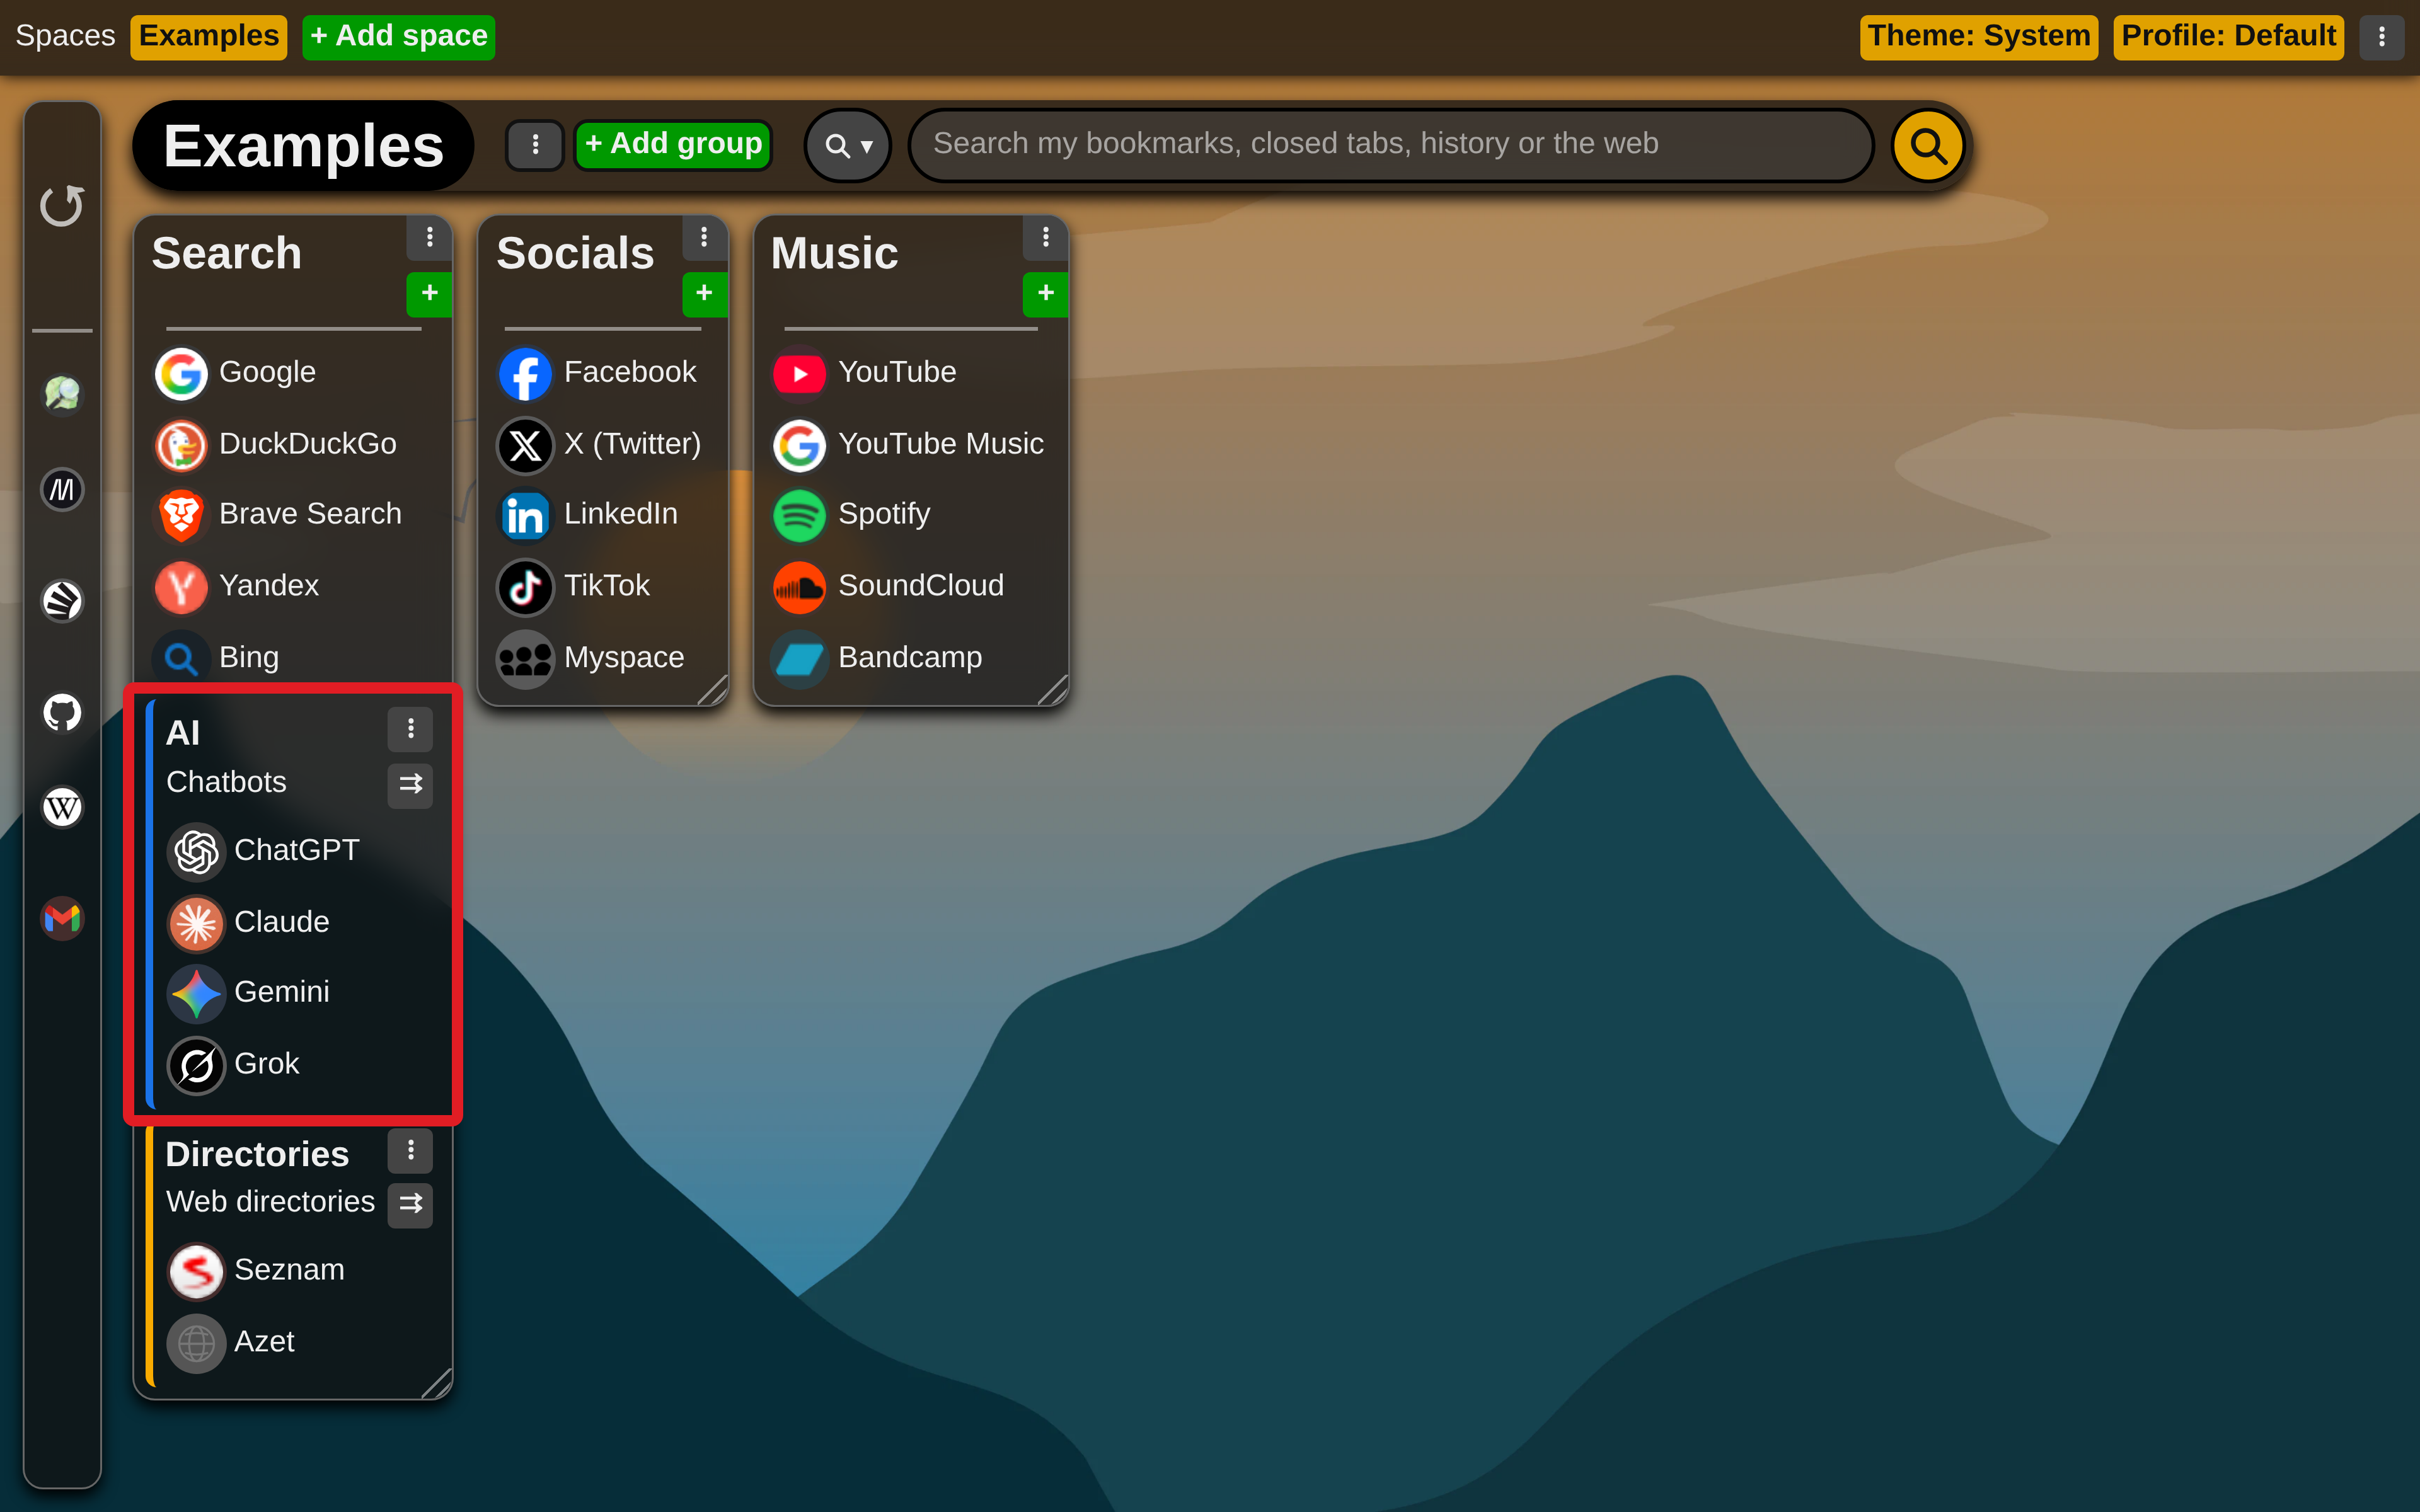 Spaces Examples + Add space Theme: System Profile: Default
Examples + Add group Search my bookmarks, closed tabs, history or the web
Search
Google
DuckDuckGo
Brave Search
Yandex
Bing
AI
Chatbots
ChatGPT
Claude
Gemini
Grok
Directories
Web directories
Seznam
Azet
Socials
Facebook
X (Twitter)
LinkedIn
TikTok
Myspace
Music
YouTube
YouTube Music
Spotify
SoundCloud
Bandcamp